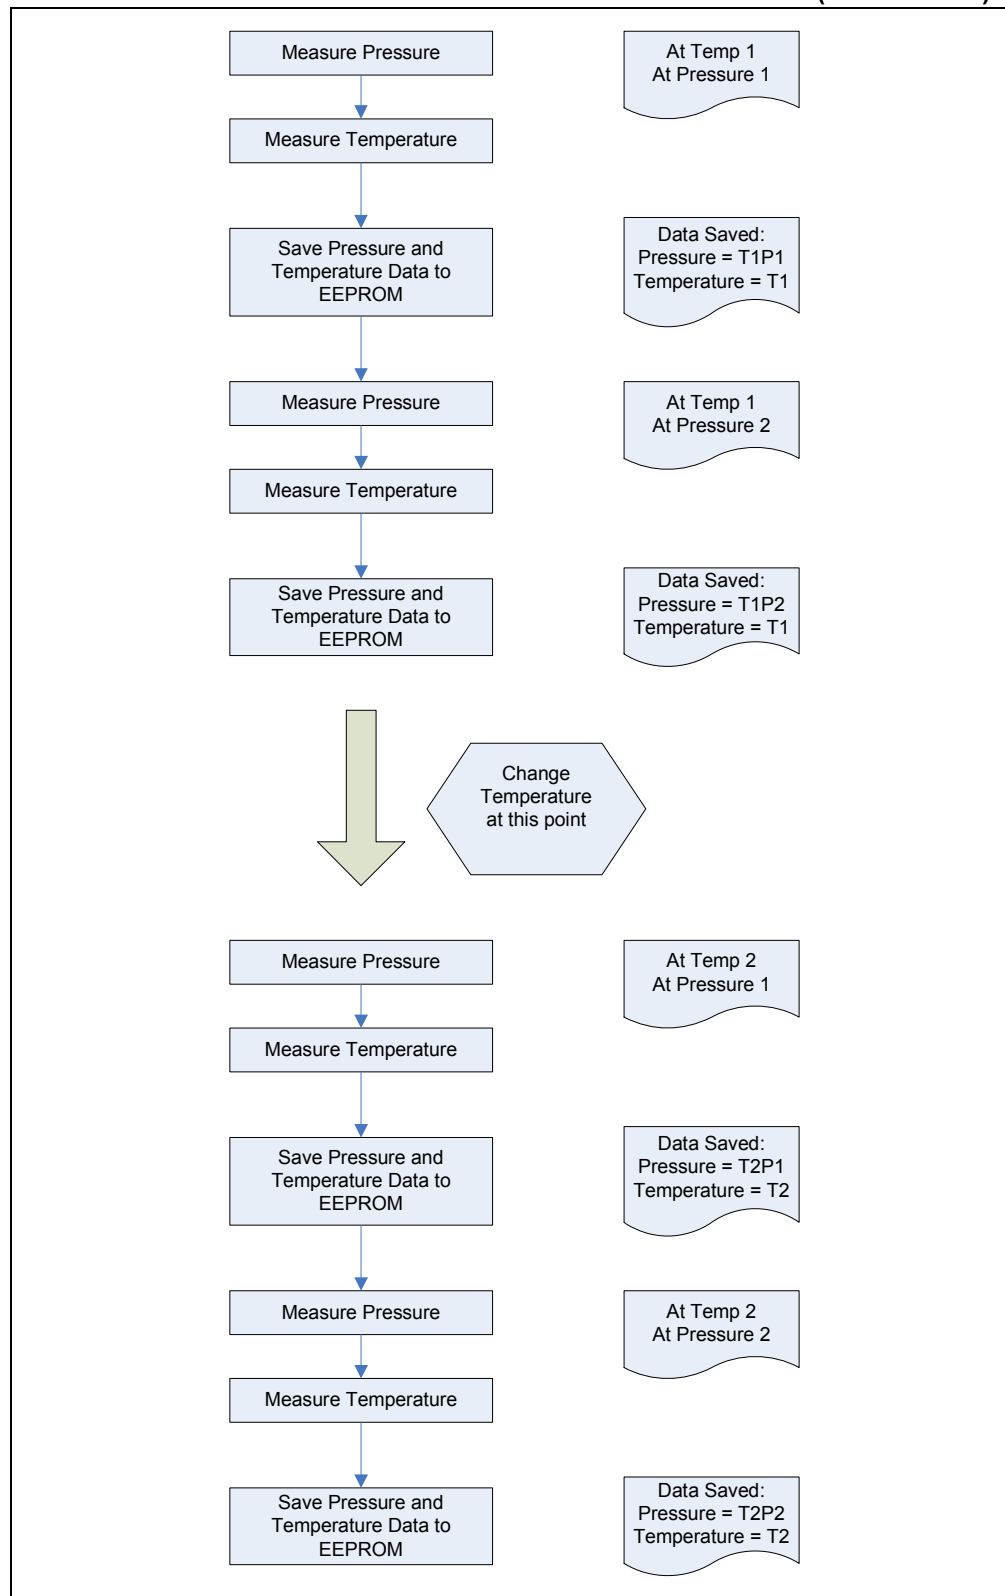 Measure Pressure
At Temp 1
At Pressure 1
Measure Temperature
Save Pressure and
Temperature Data to
EEPROM
Data Saved:
Pressure = T1P1
Temperature = T1
Measure Pressure
At Temp 1
At Pressure 2
Measure Temperature
Save Pressure and
Temperature Data to
EEPROM
Data Saved:
Pressure = T1P2
Temperature = T1
Change
Temperature
at this point
Measure Pressure
At Temp 2
At Pressure 1
Measure Temperature
Save Pressure and
Temperature Data to
EEPROM
Data Saved:
Pressure = T2P1
Temperature = T2
Measure Pressure
At Temp 2
At Pressure 2
Measure Temperature
Save Pressure and
Temperature Data to
EEPROM
Data Saved:
Pressure = T2P2
Temperature = T2